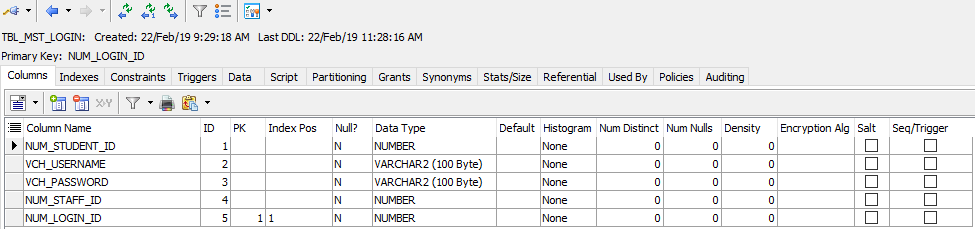 TBL_MST_LOGIN: Created: 22/Feb/19 9:29:18 AM Last DDL: 22/Feb/19 11:28:16 AM
Primary Key: NUM_LOGIN_ID
Columns Indexes Constraints Triggers Data Script Partitioning Grants Synonyms Stats/Size Referential Used By Policies Auditing
X/Y
Column Name ID PK Index Pos Null? Data Type Default Histogram Num Distinct Num Nulls Density Encryption Alg Salt Seq/Trigger
NUM_STUDENT_ID 1 N NUMBER None 0 0 0
VCH_USERNAME 2 N VARCHAR2 (100 Byte) None 0 0 0
VCH_PASSWORD 3 N VARCHAR2 (100 Byte) None 0 0 0
NUM_STAFF_ID 4 N NUMBER None 0 0 0
NUM_LOGIN_ID 5 1 1 N NUMBER None 0 0 0